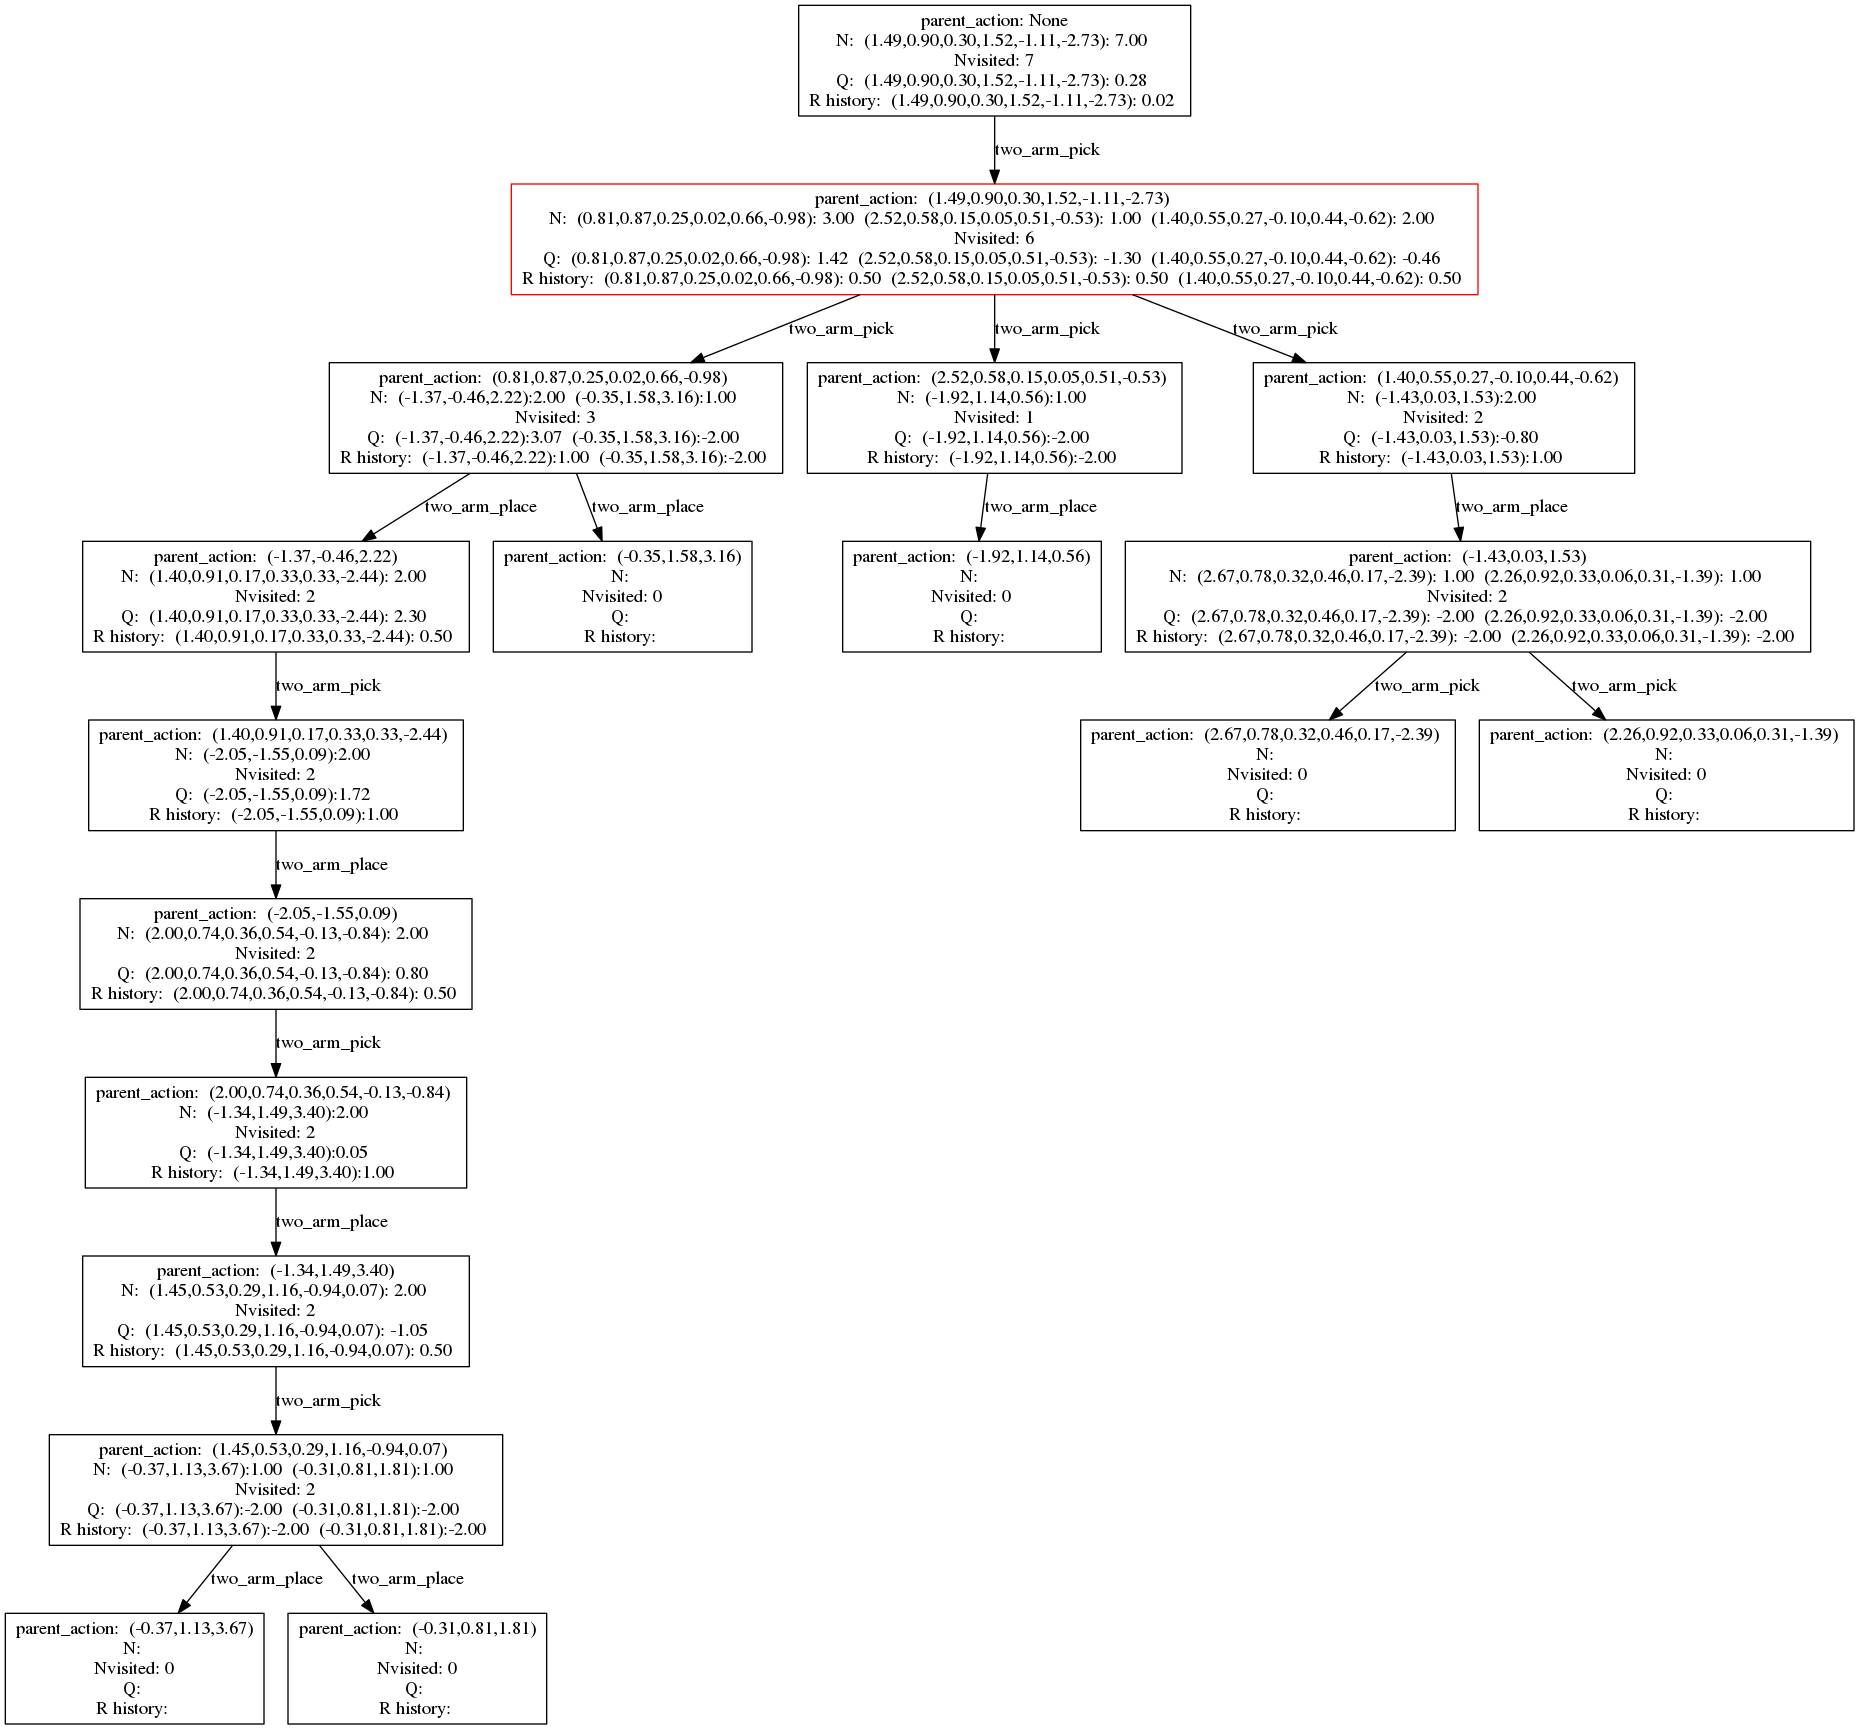 parent_action: None
N: (1.49,0.90,0.30,1.52,-1.11,-2.73): 7.00
Nvisited: 7
Q: (1.49,0.90,0.30,1.52,-1.11,-2.73): 0.28
R history: (1.49,0.90,0.30,1.52,-1.11,-2.73): 0.02
two_arm_pick
parent_action: (1.49,0.90,0.30,1.52,-1.11,-2.73)
N: (0.81,0.87,0.25,0.02,0.66,-0.98): 3.00 (2.52,0.58,0.15,0.05,0.51,-0.53): 1.00 (1.40,0.55,0.27,-0.10,0.44,-0.62): 2.00
Nvisited: 6
Q: (0.81,0.87,0.25,0.02,0.66,-0.98): 1.42 (2.52,0.58,0.15,0.05,0.51,-0.53): -1.30 (1.40,0.55,0.27,-0.10,0.44,-0.62): -0.46
R history: (0.81,0.87,0.25,0.02,0.66,-0.98): 0.50 (2.52,0.58,0.15,0.05,0.51,-0.53): 0.50 (1.40,0.55,0.27,-0.10,0.44,-0.62): 0.50
two_arm_pick
two_arm_pick
two_arm_pick
parent_action: (0.81,0.87,0.25,0.02,0.66,-0.98)
N: (-1.37,-0.46,2.22):2.00 (-0.35,1.58,3.16):1.00
Nvisited: 3
Q: (-1.37,-0.46,2.22):3.07 (-0.35,1.58,3.16):-2.00
R history: (-1.37,-0.46,2.22):1.00 (-0.35,1.58,3.16):-2.00
parent_action: (2.52,0.58,0.15,0.05,0.51,-0.53)
N: (-1.92,1.14,0.56):1.00
Nvisited: 1
Q: (-1.92,1.14,0.56):-2.00
R history: (-1.92,1.14,0.56):-2.00
parent_action: (1.40,0.55,0.27,-0.10,0.44,-0.62)
N: (-1.43,0.03,1.53):2.00
Nvisited: 2
Q: (-1.43,0.03,1.53):-0.80
R history: (-1.43,0.03,1.53):1.00
two_arm_place
two_arm_place
two_arm_place
two_arm_place
parent_action: (-1.37,-0.46,2.22)
N: (1.40,0.91,0.17,0.33,0.33,-2.44): 2.00
Nvisited: 2
Q: (1.40,0.91,0.17,0.33,0.33,-2.44): 2.30
R history: (1.40,0.91,0.17,0.33,0.33,-2.44): 0.50
parent_action: (-0.35,1.58,3.16)
N:
Nvisited: 0
Q:
R history:
parent_action: (-1.92,1.14,0.56)
N:
Nvisited: 0
Q:
R history:
parent_action: (-1.43,0.03,1.53)
N: (2.67,0.78,0.32,0.46,0.17,-2.39): 1.00 (2.26,0.92,0.33,0.06,0.31,-1.39): 1.00
Nvisited: 2
Q: (2.67,0.78,0.32,0.46,0.17,-2.39): -2.00 (2.26,0.92,0.33,0.06,0.31,-1.39): -2.00
R history: (2.67,0.78,0.32,0.46,0.17,-2.39): -2.00 (2.26,0.92,0.33,0.06,0.31,-1.39): -2.00
two_arm_pick
two_arm_pick
two_arm_pick
parent_action: (1.40,0.91,0.17,0.33,0.33,-2.44)
N: (-2.05,-1.55,0.09):2.00
Nvisited: 2
Q: (-2.05,-1.55,0.09):1.72
R history: (-2.05,-1.55,0.09):1.00
parent_action: (2.67,0.78,0.32,0.46,0.17,-2.39)
N:
Nvisited: 0
Q:
R history:
parent_action: (2.26,0.92,0.33,0.06,0.31,-1.39)
N:
Nvisited: 0
Q:
R history:
two_arm_place
parent_action: (-2.05,-1.55,0.09)
N: (2.00,0.74,0.36,0.54,-0.13,-0.84): 2.00
Nvisited: 2
Q: (2.00,0.74,0.36,0.54,-0.13,-0.84): 0.80
R history: (2.00,0.74,0.36,0.54,-0.13,-0.84): 0.50
two_arm_pick
parent_action: (2.00,0.74,0.36,0.54,-0.13,-0.84)
N: (-1.34,1.49,3.40):2.00
Nvisited: 2
Q: (-1.34,1.49,3.40):0.05
R history: (-1.34,1.49,3.40):1.00
two_arm_place
parent_action: (-1.34,1.49,3.40)
N: (1.45,0.53,0.29,1.16,-0.94,0.07): 2.00
Nvisited: 2
Q: (1.45,0.53,0.29,1.16,-0.94,0.07): -1.05
R history: (1.45,0.53,0.29,1.16,-0.94,0.07): 0.50
two_arm_pick
parent_action: (1.45,0.53,0.29,1.16,-0.94,0.07)
N: (-0.37,1.13,3.67):1.00 (-0.31,0.81,1.81):1.00
Nvisited: 2
Q: (-0.37,1.13,3.67):-2.00 (-0.31,0.81,1.81):-2.00
R history: (-0.37,1.13,3.67):-2.00 (-0.31,0.81,1.81):-2.00
two_arm_place
two_arm_place
parent_action: (-0.37,1.13,3.67)
N:
Nvisited: 0
Q:
R history:
parent_action: (-0.31,0.81,1.81)
N:
Nvisited: 0
Q:
R history: